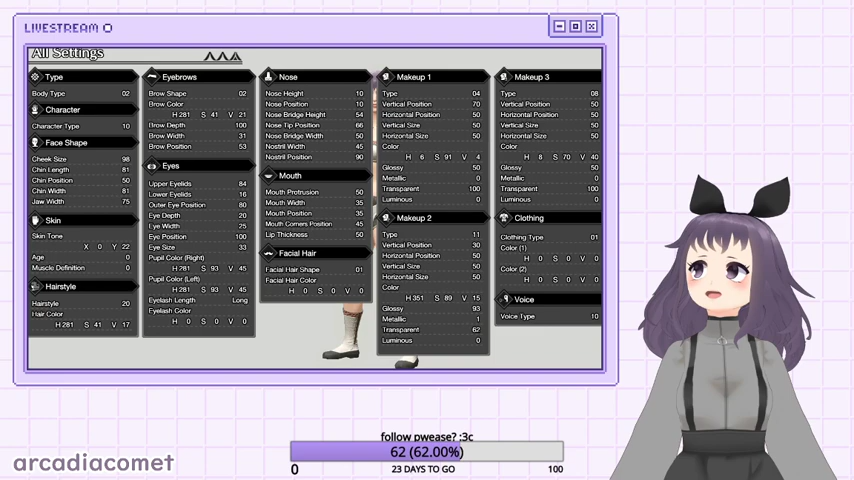 LIVESTREAM
All Settings
Type
Body Type 02
Character
Character Type 10
Face Shape
Cheek Size 98
Chin Length 81
Chin Position 50
Chin Width 81
Jaw Width 75
Skin
Skin Tone
X 0 Y 22
Age 0
Muscle Definition 0
Hairstyle
Hairstyle 20
Hair Color
H 281 S 41 V 17
Eyebrows
Brow Shape 02
Brow Color
H 281 S 41 V 21
Brow Depth 100
Brow Width 31
Brow Position 53
Eyes
Upper Eyelids 84
Lower Eyelids 16
Outer Eye Position 80
Eye Depth 20
Eye Width 25
Eye Position 100
Eye Size 33
Pupil Color (Right)
H 281 S 93 V 45
Pupil Color (Left)
H 281 S 93 V 45
Eyelash Length Long
Eyelash Color
H 0 S 0 V 0
Nose
Nose Height 10
Nose Position 10
Nose Bridge Height 54
Nose Tip Position 66
Nose Bridge Width 50
Nostril Width 45
Nostril Position 90
Mouth
Mouth Protrusion 50
Mouth Width 35
Mouth Position 35
Mouth Corners Position 45
Lip Thickness 50
Facial Hair
Facial Hair Shape 01
Facial Hair Color
H 0 S 0 V 0
Makeup 1
Type 04
Vertical Position 70
Horizontal Position 50
Vertical Size 50
Horizontal Size 50
Color
H 6 S 91 V 4
Glossy 50
Metallic 0
Transparent 100
Luminous 0
Makeup 2
Type 11
Vertical Position 30
Horizontal Position 50
Vertical Size 50
Horizontal Size 50
Color
H 351 S 89 V 15
Glossy 93
Metallic 1
Transparent 62
Luminous 0
Makeup 3
Type 08
Vertical Position 50
Horizontal Position 50
Vertical Size 50
Horizontal Size 50
Color
H 8 S 70 V 40
Glossy 50
Metallic 0
Transparent 100
Luminous 0
Clothing
Clothing Type 01
Color (1)
H 0 S 0 V 0
Color (2)
H 0 S 0 V 0
Voice
Voice Type 10
follow pwease? ;3c
62 (62.00%)
0 23 DAYS TO GO 100
arcadiacomet